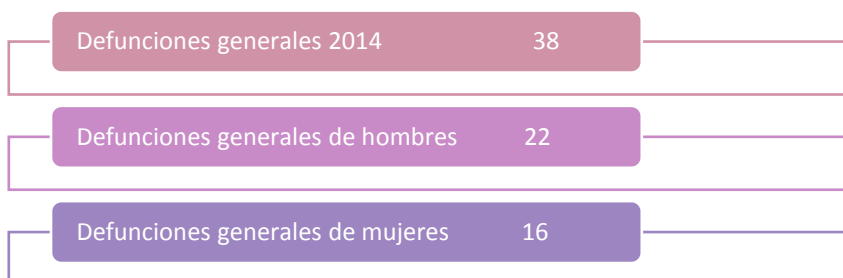 Defunciones generales 2014 38
Defunciones generales de hombres 22
Defunciones generales de mujeres 16